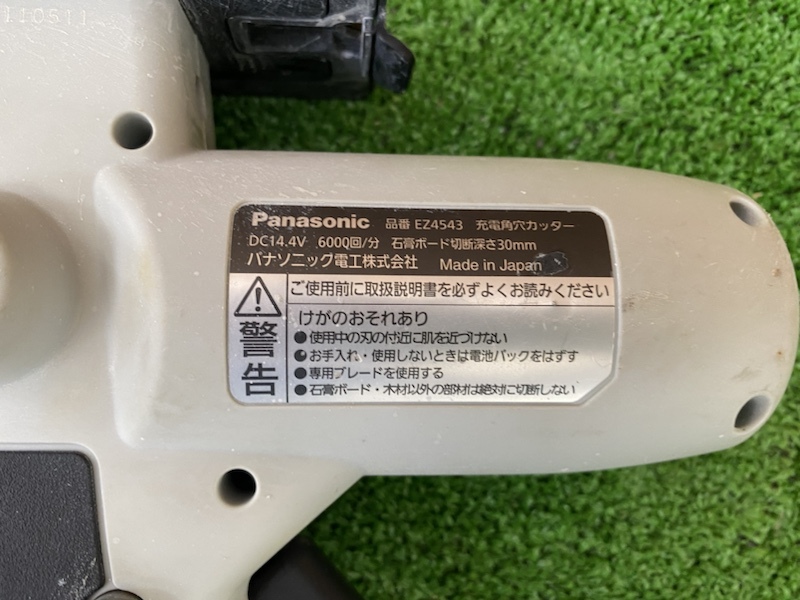 110511
Panasonic 品番 EZ4543 充電角穴カッター
DC14.4V 6000回/分 石膏ボード切断深さ30mm
パナソニック電工株式会社 Made in Japan
ご使用前に取扱説明書を必ずよくお読みください
警告
けがのおそれあり
●使用中の刃の付近に肌を近づけない
●お手入れ・使用しないときは電池パックをはずす
●専用ブレードを使用する
●石膏ボード・木材以外の部材は絶対に切断しない